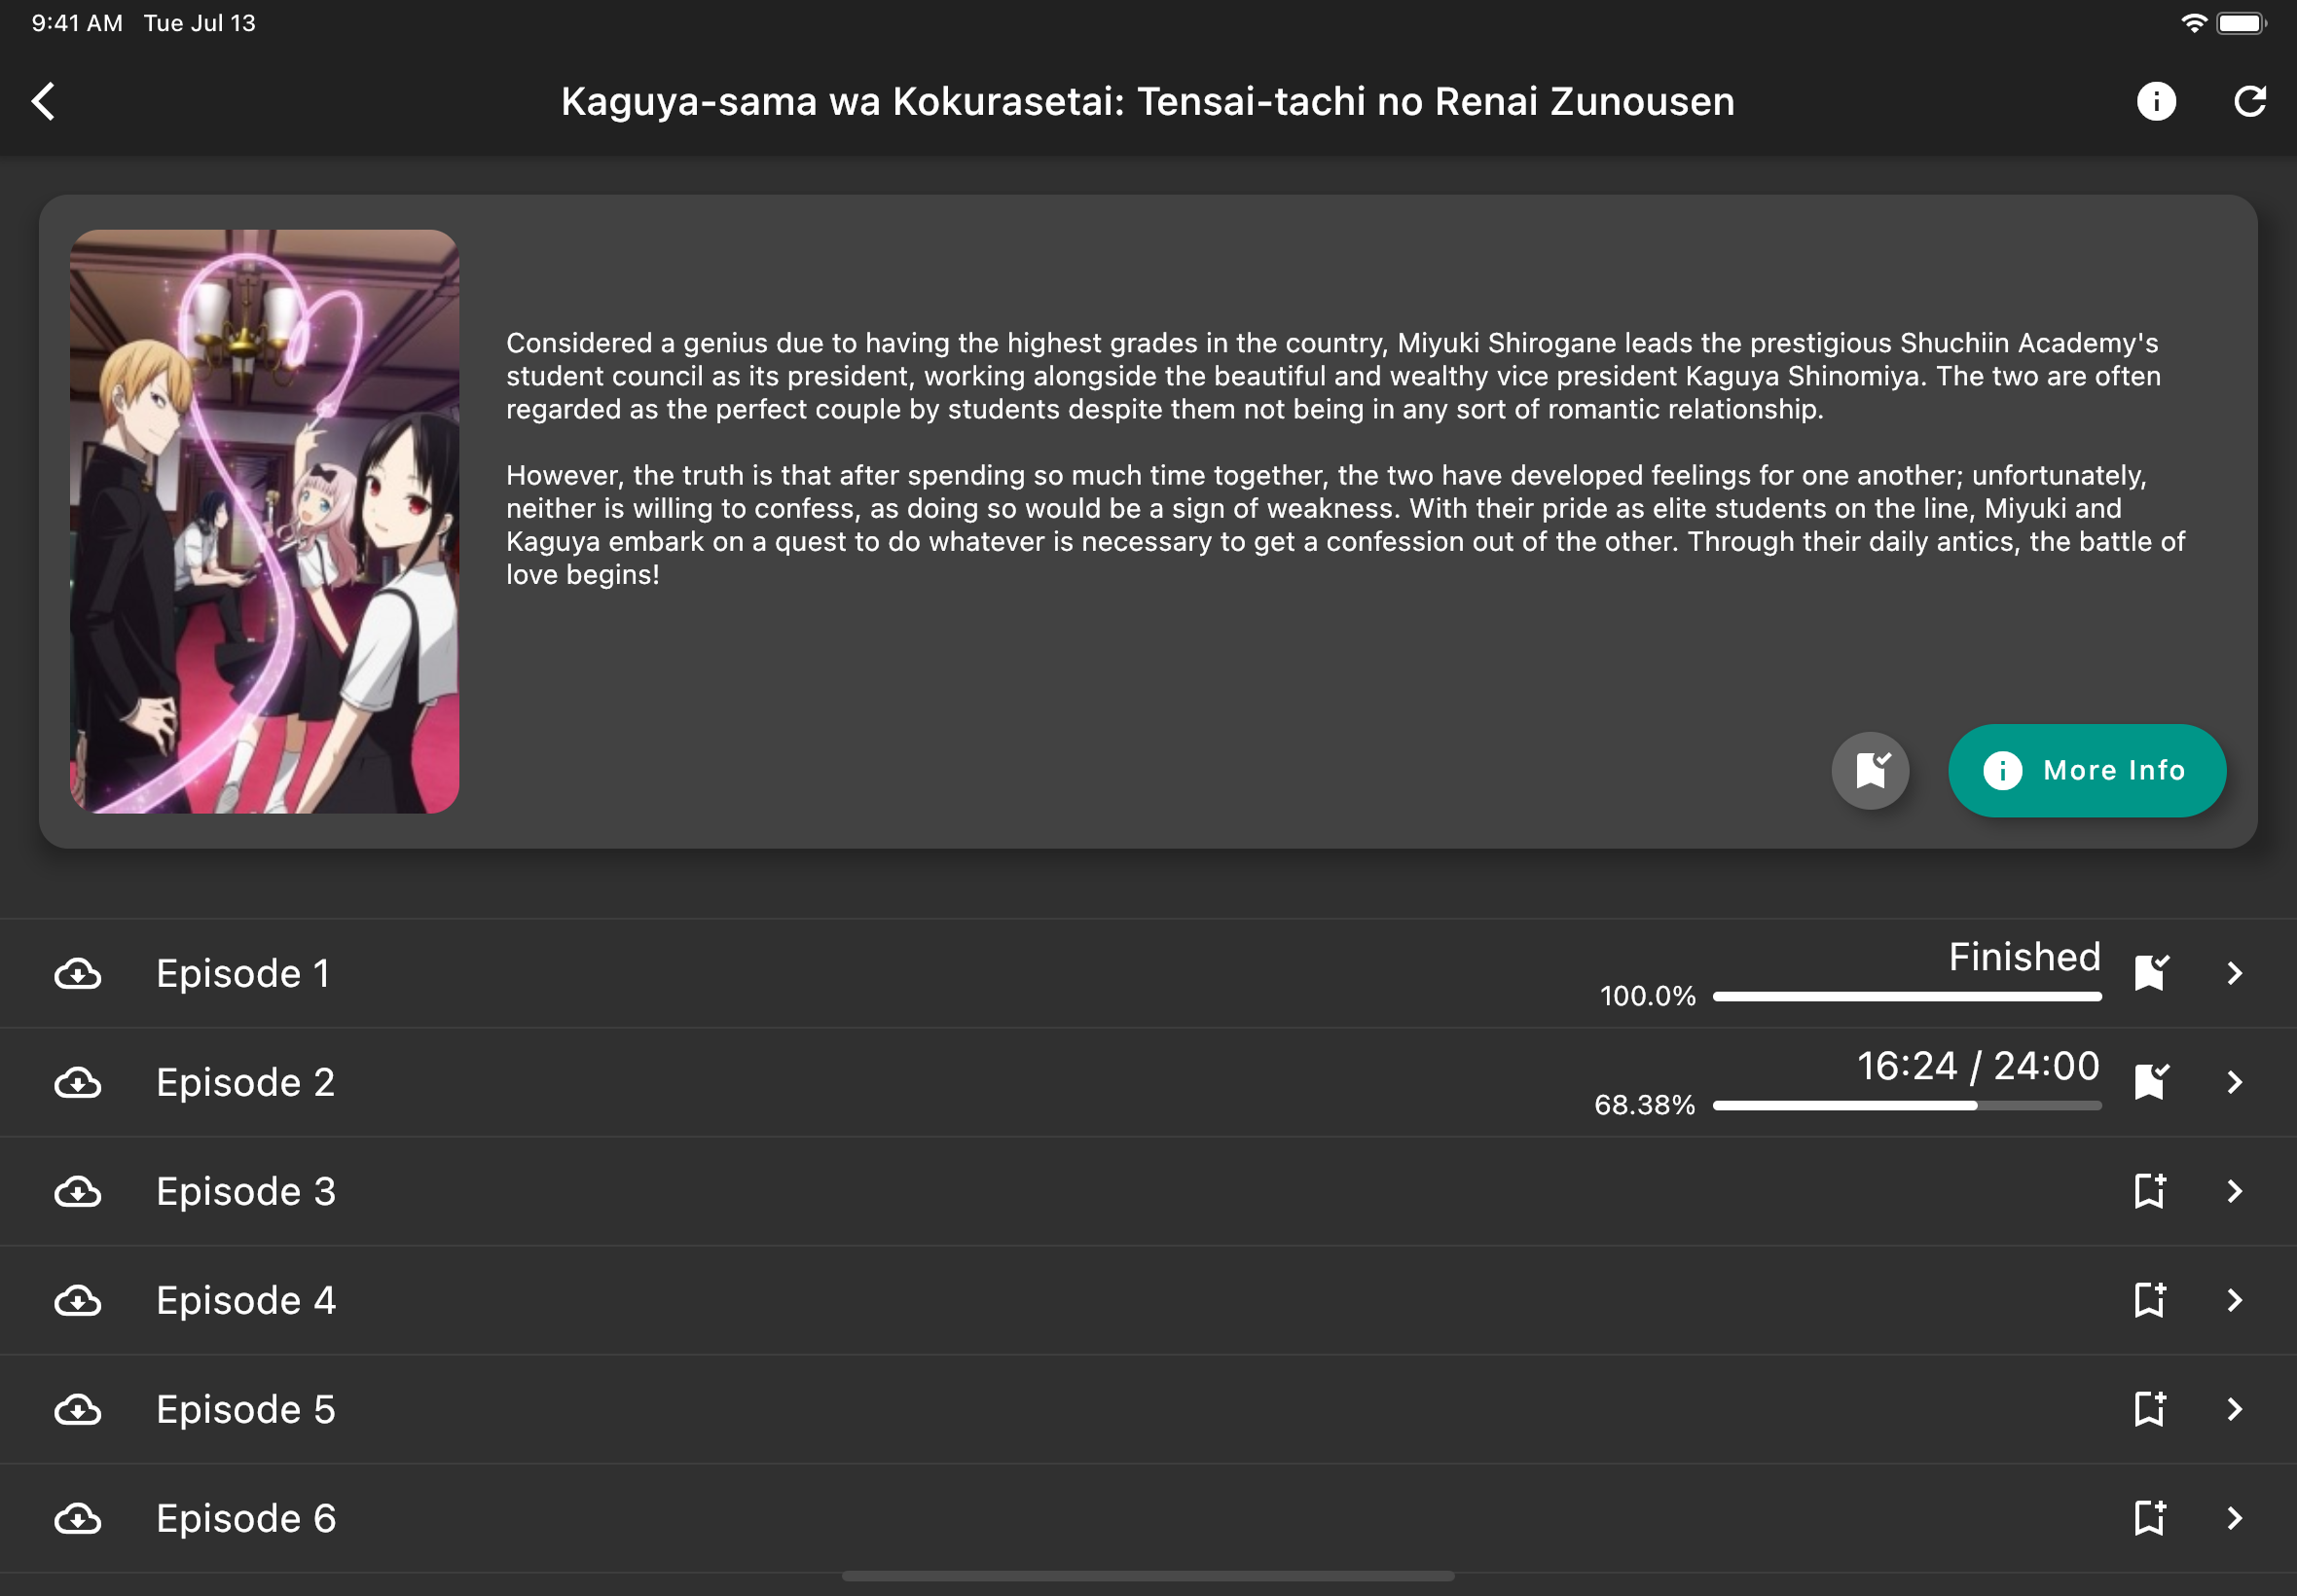 9:41 AM Tue Jul 13
Kaguya-sama wa Kokurasetai: Tensai-tachi no Renai Zunousen
Considered a genius due to having the highest grades in the country, Miyuki Shirogane leads the prestigious Shuchiin Academy's
student council as its president, working alongside the beautiful and wealthy vice president Kaguya Shinomiya. The two are often
regarded as the perfect couple by students despite them not being in any sort of romantic relationship.
However, the truth is that after spending so much time together, the two have developed feelings for one another; unfortunately,
neither is willing to confess, as doing so would be a sign of weakness. With their pride as elite students on the line, Miyuki and
Kaguya embark on a quest to do whatever is necessary to get a confession out of the other. Through their daily antics, the battle of
love begins!
More Info
Episode 1
Finished
100.0%
Episode 2
16:24 / 24:00
68.38%
Episode 3
Episode 4
Episode 5
Episode 6